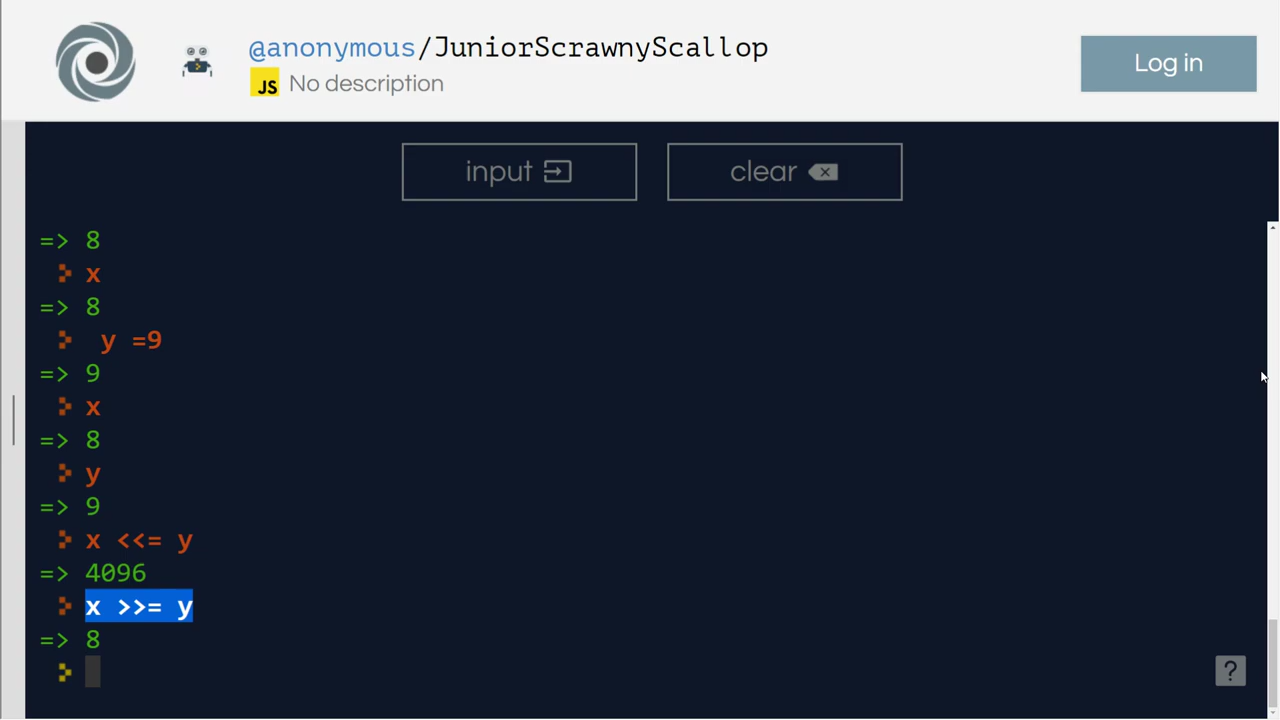 @anonymous/JuniorScrawnyScallop
Log in
JS No description
input clear
=> 8
x
=> 8
y =9
=> 9
x
=> 8
y
=> 9
x <<= y
=> 4096
x >>= y
=> 8
?